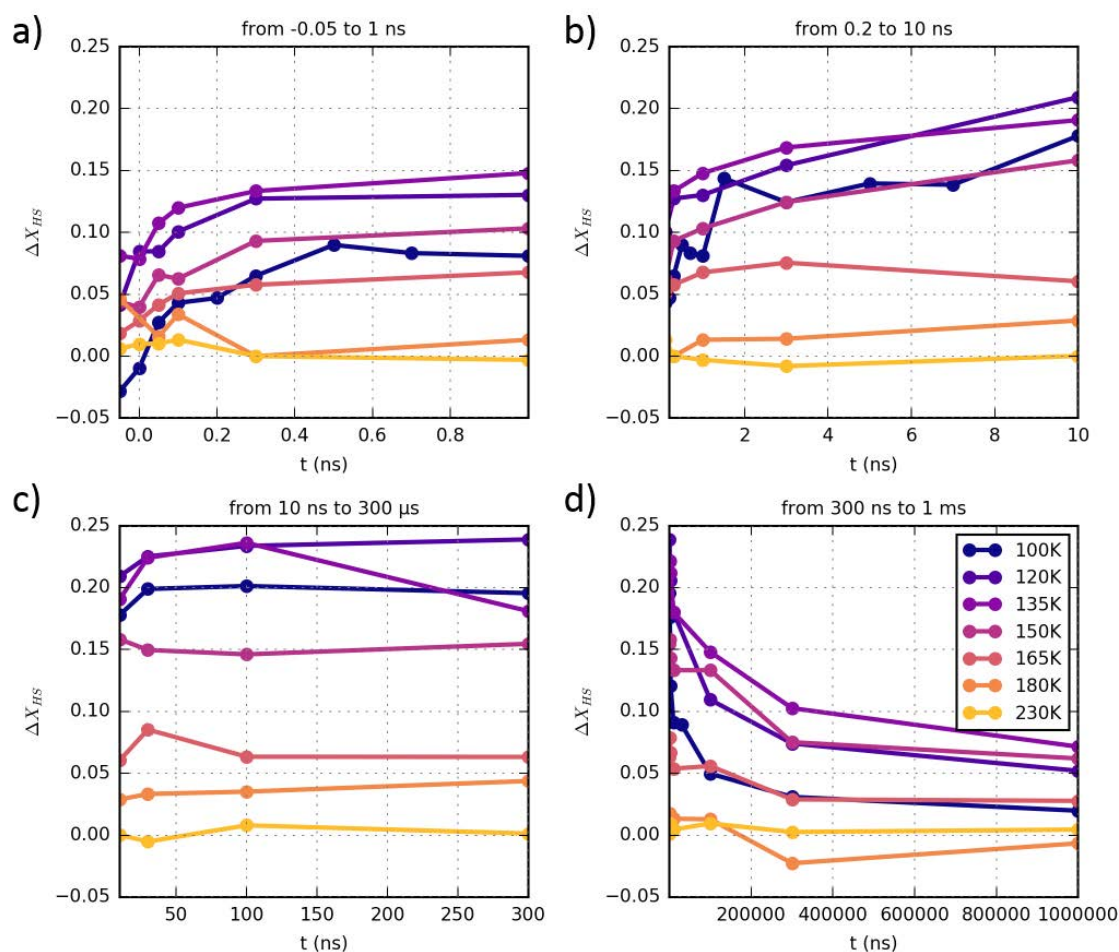 a)
from -0.05 to 1 ns
0.25
0.20
0.15
0.10
0.05
0.00
−0.05
ΔX_HS
0.0 0.2 0.4 0.6 0.8
t (ns)
b)
from 0.2 to 10 ns
0.25
0.20
0.15
0.10
0.05
0.00
−0.05
ΔX_HS
2 4 6 8 10
t (ns)
c)
from 10 ns to 300 μs
0.25
0.20
0.15
0.10
0.05
0.00
−0.05
ΔX_HS
50 100 150 200 250 300
t (ns)
d)
from 300 ns to 1 ms
0.25
0.20
0.15
0.10
0.05
0.00
−0.05
ΔX_HS
100K
120K
135K
150K
165K
180K
230K
200000 400000 600000 800000 1000000
t (ns)